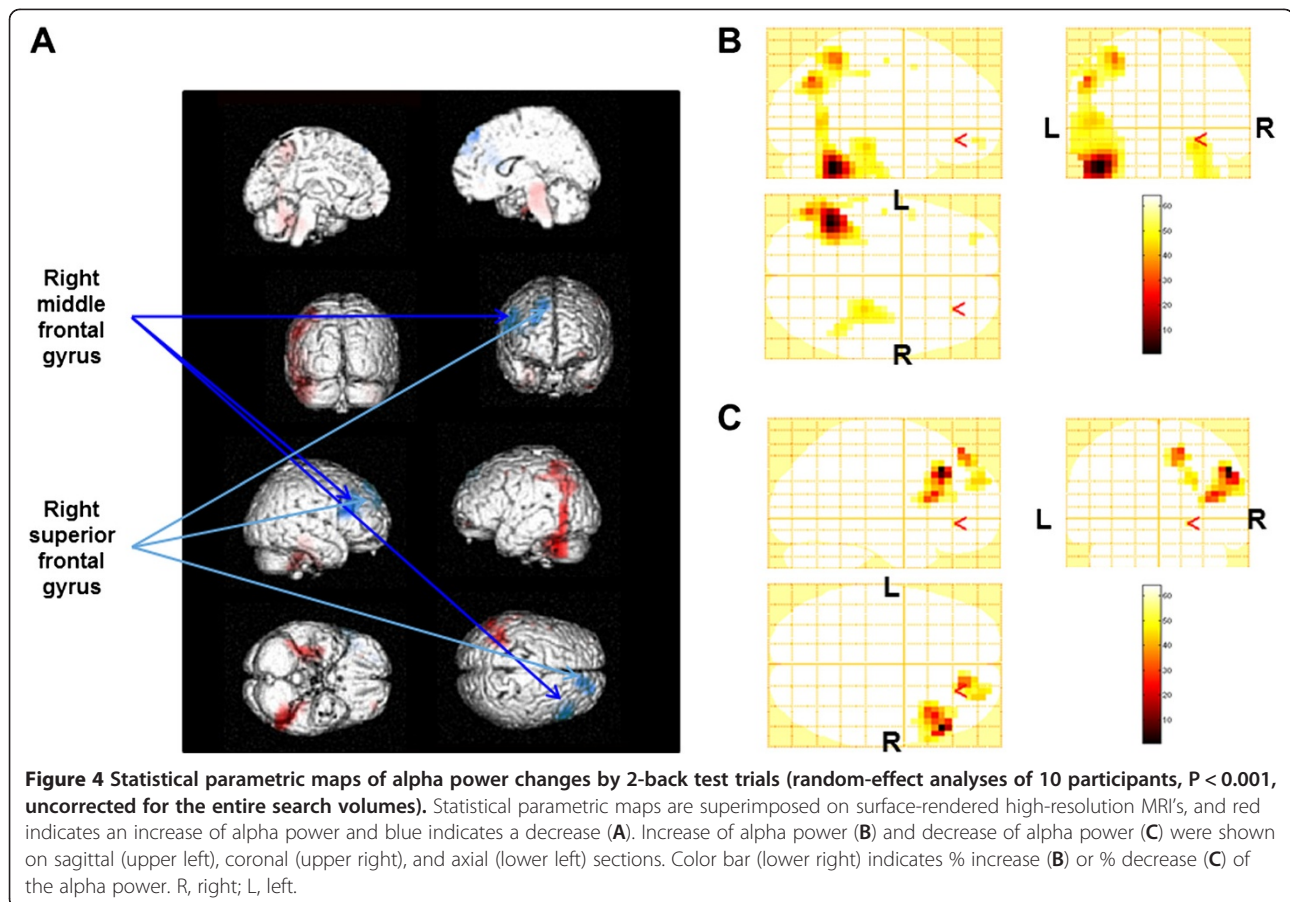 A
B
L
R
<
<
L
60
50
40
30
20
10
<
R
Right
middle
frontal
gyrus
Right
superior
frontal
gyrus
C
L
R
<
<
L
60
50
40
30
20
10
<
R
Figure 4 Statistical parametric maps of alpha power changes by 2-back test trials (random-effect analyses of 10 participants, P < 0.001,
uncorrected for the entire search volumes). Statistical parametric maps are superimposed on surface-rendered high-resolution MRI's, and red
indicates an increase of alpha power and blue indicates a decrease (A). Increase of alpha power (B) and decrease of alpha power (C) were shown
on sagittal (upper left), coronal (upper right), and axial (lower left) sections. Color bar (lower right) indicates % increase (B) or % decrease (C) of
the alpha power. R, right; L, left.